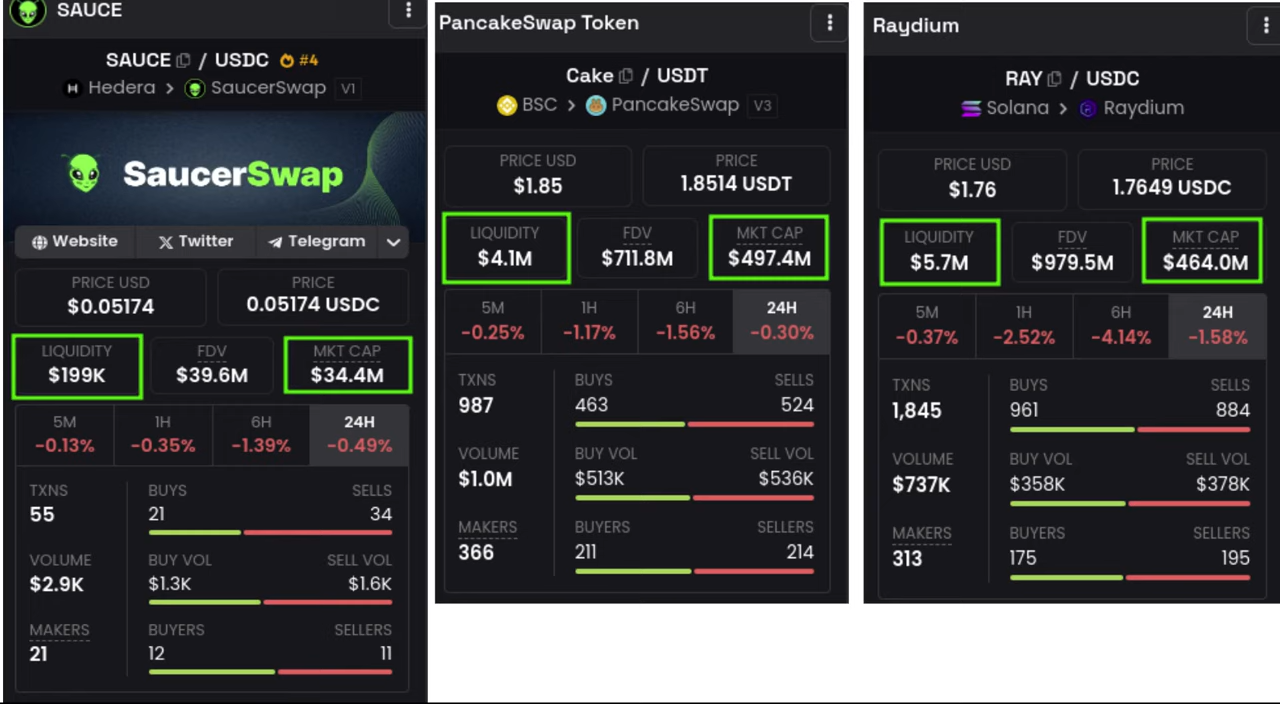 SAUCE
SAUCE / USDC #4
Hedera > SaucerSwap V1
SaucerSwap
Website Twitter Telegram
PRICE USD PRICE
$0.05174 0.05174 USDC
LIQUIDITY FDV MKT CAP
$199K $39.6M $34.4M
5M 1H 6H 24H
-0.13% -0.35% -1.39% -0.49%
TXNS BUYS SELLS
55 21 34
VOLUME BUY VOL SELL VOL
$2.9K $1.3K $1.6K
MAKERS BUYERS SELLERS
21 12 11
PancakeSwap Token
Cake / USDT
BSC > PancakeSwap V3
PRICE USD PRICE
$1.85 1.8514 USDT
LIQUIDITY FDV MKT CAP
$4.1M $711.8M $497.4M
5M 1H 6H 24H
-0.25% -1.17% -1.56% -0.30%
TXNS BUYS SELLS
987 463 524
VOLUME BUY VOL SELL VOL
$1.0M $513K $536K
MAKERS BUYERS SELLERS
366 211 214
Raydium
RAY / USDC
Solana > Raydium
PRICE USD PRICE
$1.76 1.7649 USDC
LIQUIDITY FDV MKT CAP
$5.7M $979.5M $464.0M
5M 1H 6H 24H
-0.37% -2.52% -4.14% -1.58%
TXNS BUYS SELLS
1,845 961 884
VOLUME BUY VOL SELL VOL
$737K $358K $378K
MAKERS BUYERS SELLERS
313 175 195